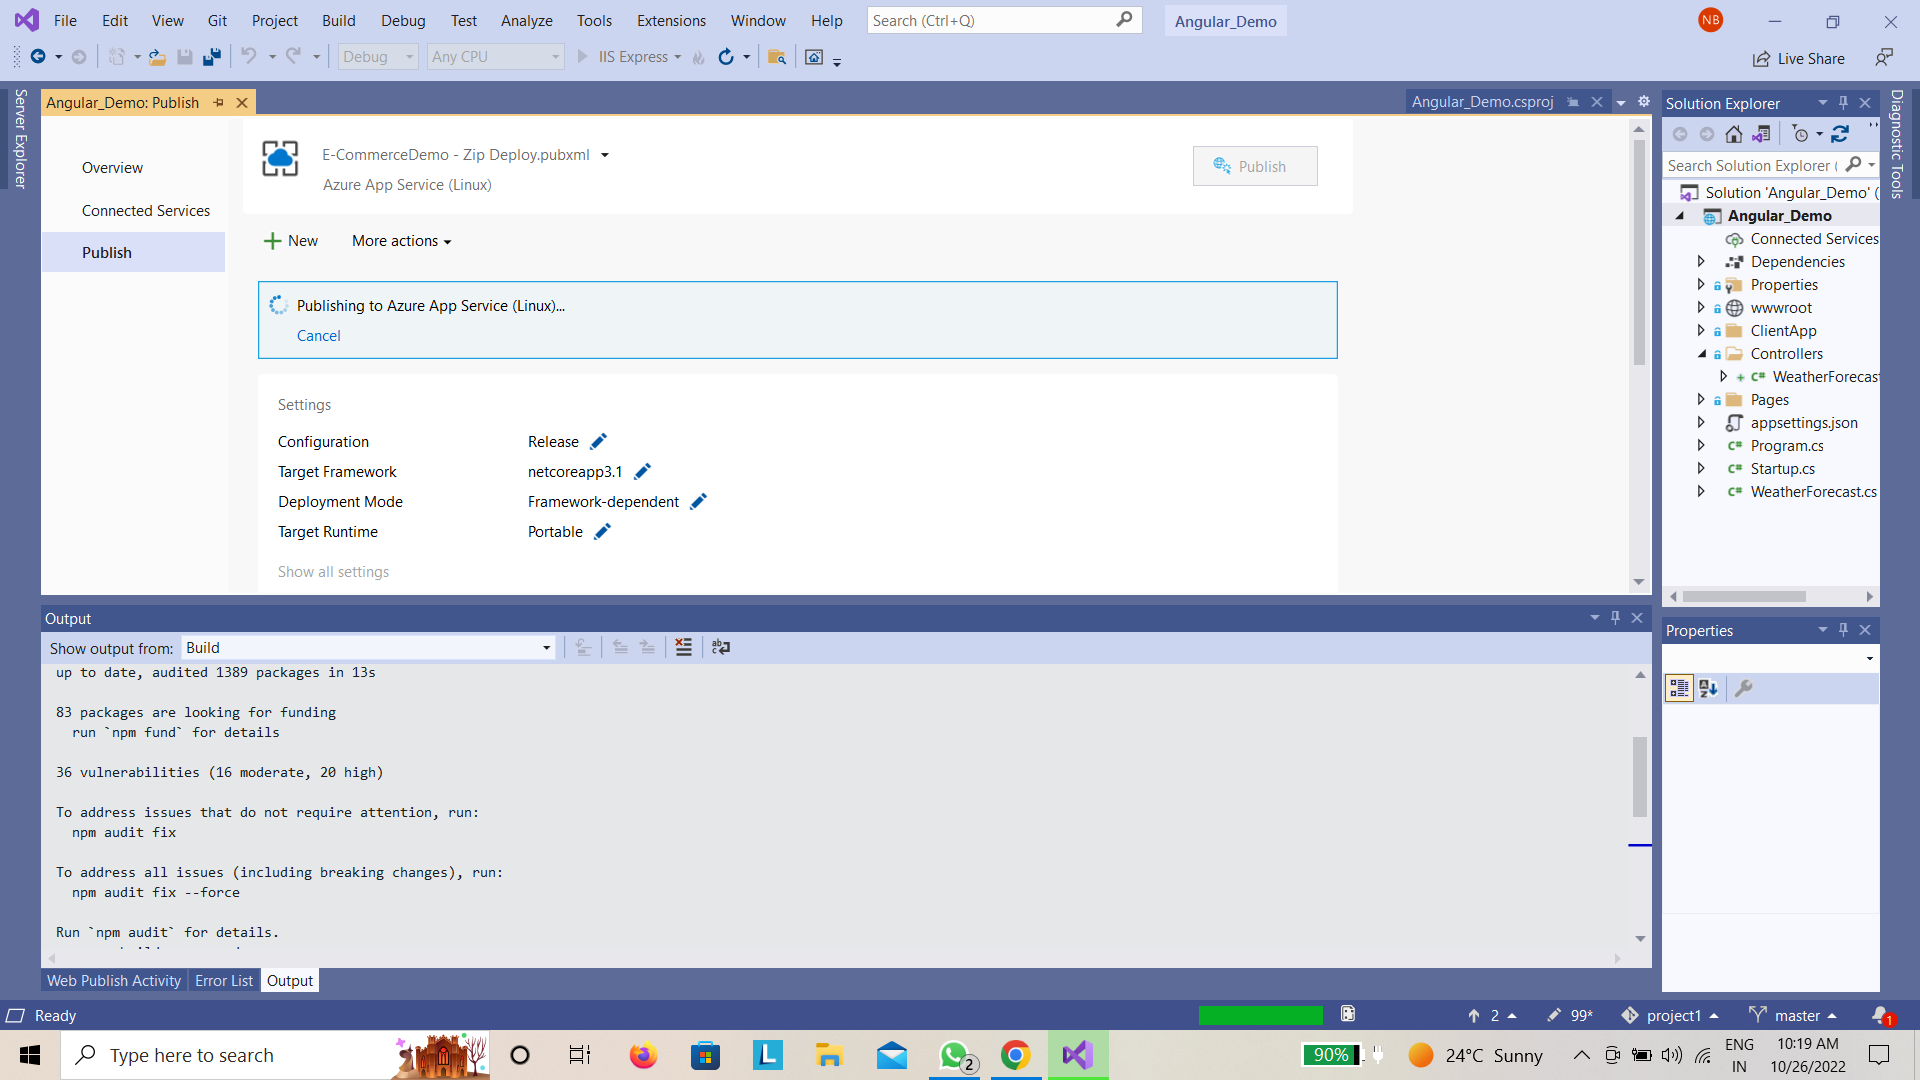 File Edit View Git Project Build Debug Test Analyze Tools Extensions Window Help Search (Ctrl+Q) Angular_Demo NB
Debug Any CPU IIS Express Live Share
Server Explorer
Angular_Demo: Publish
Angular_Demo.csproj
Overview
Connected Services
Publish
E-CommerceDemo - Zip Deploy.pubxml
Azure App Service (Linux)
Publish
New More actions
Publishing to Azure App Service (Linux)...
Cancel
Settings
Configuration Release
Target Framework netcoreapp3.1
Deployment Mode Framework-dependent
Target Runtime Portable
Show all settings
Solution Explorer
Search Solution Explorer (
Solution 'Angular_Demo' (
Angular_Demo
Connected Services
Dependencies
Properties
wwwroot
ClientApp
Controllers
WeatherForecast
Pages
appsettings.json
Program.cs
Startup.cs
WeatherForecast.cs
Diagnostic Tools
Properties
Output
Show output from: Build
up to date, audited 1389 packages in 13s
83 packages are looking for funding
run `npm fund` for details
36 vulnerabilities (16 moderate, 20 high)
To address issues that do not require attention, run:
npm audit fix
To address all issues (including breaking changes), run:
npm audit fix --force
Run `npm audit` for details.
Web Publish Activity Error List Output
Ready 2 99* project1 master 1
Type here to search 2 90% 24°C Sunny ENG IN 10:19 AM 10/26/2022